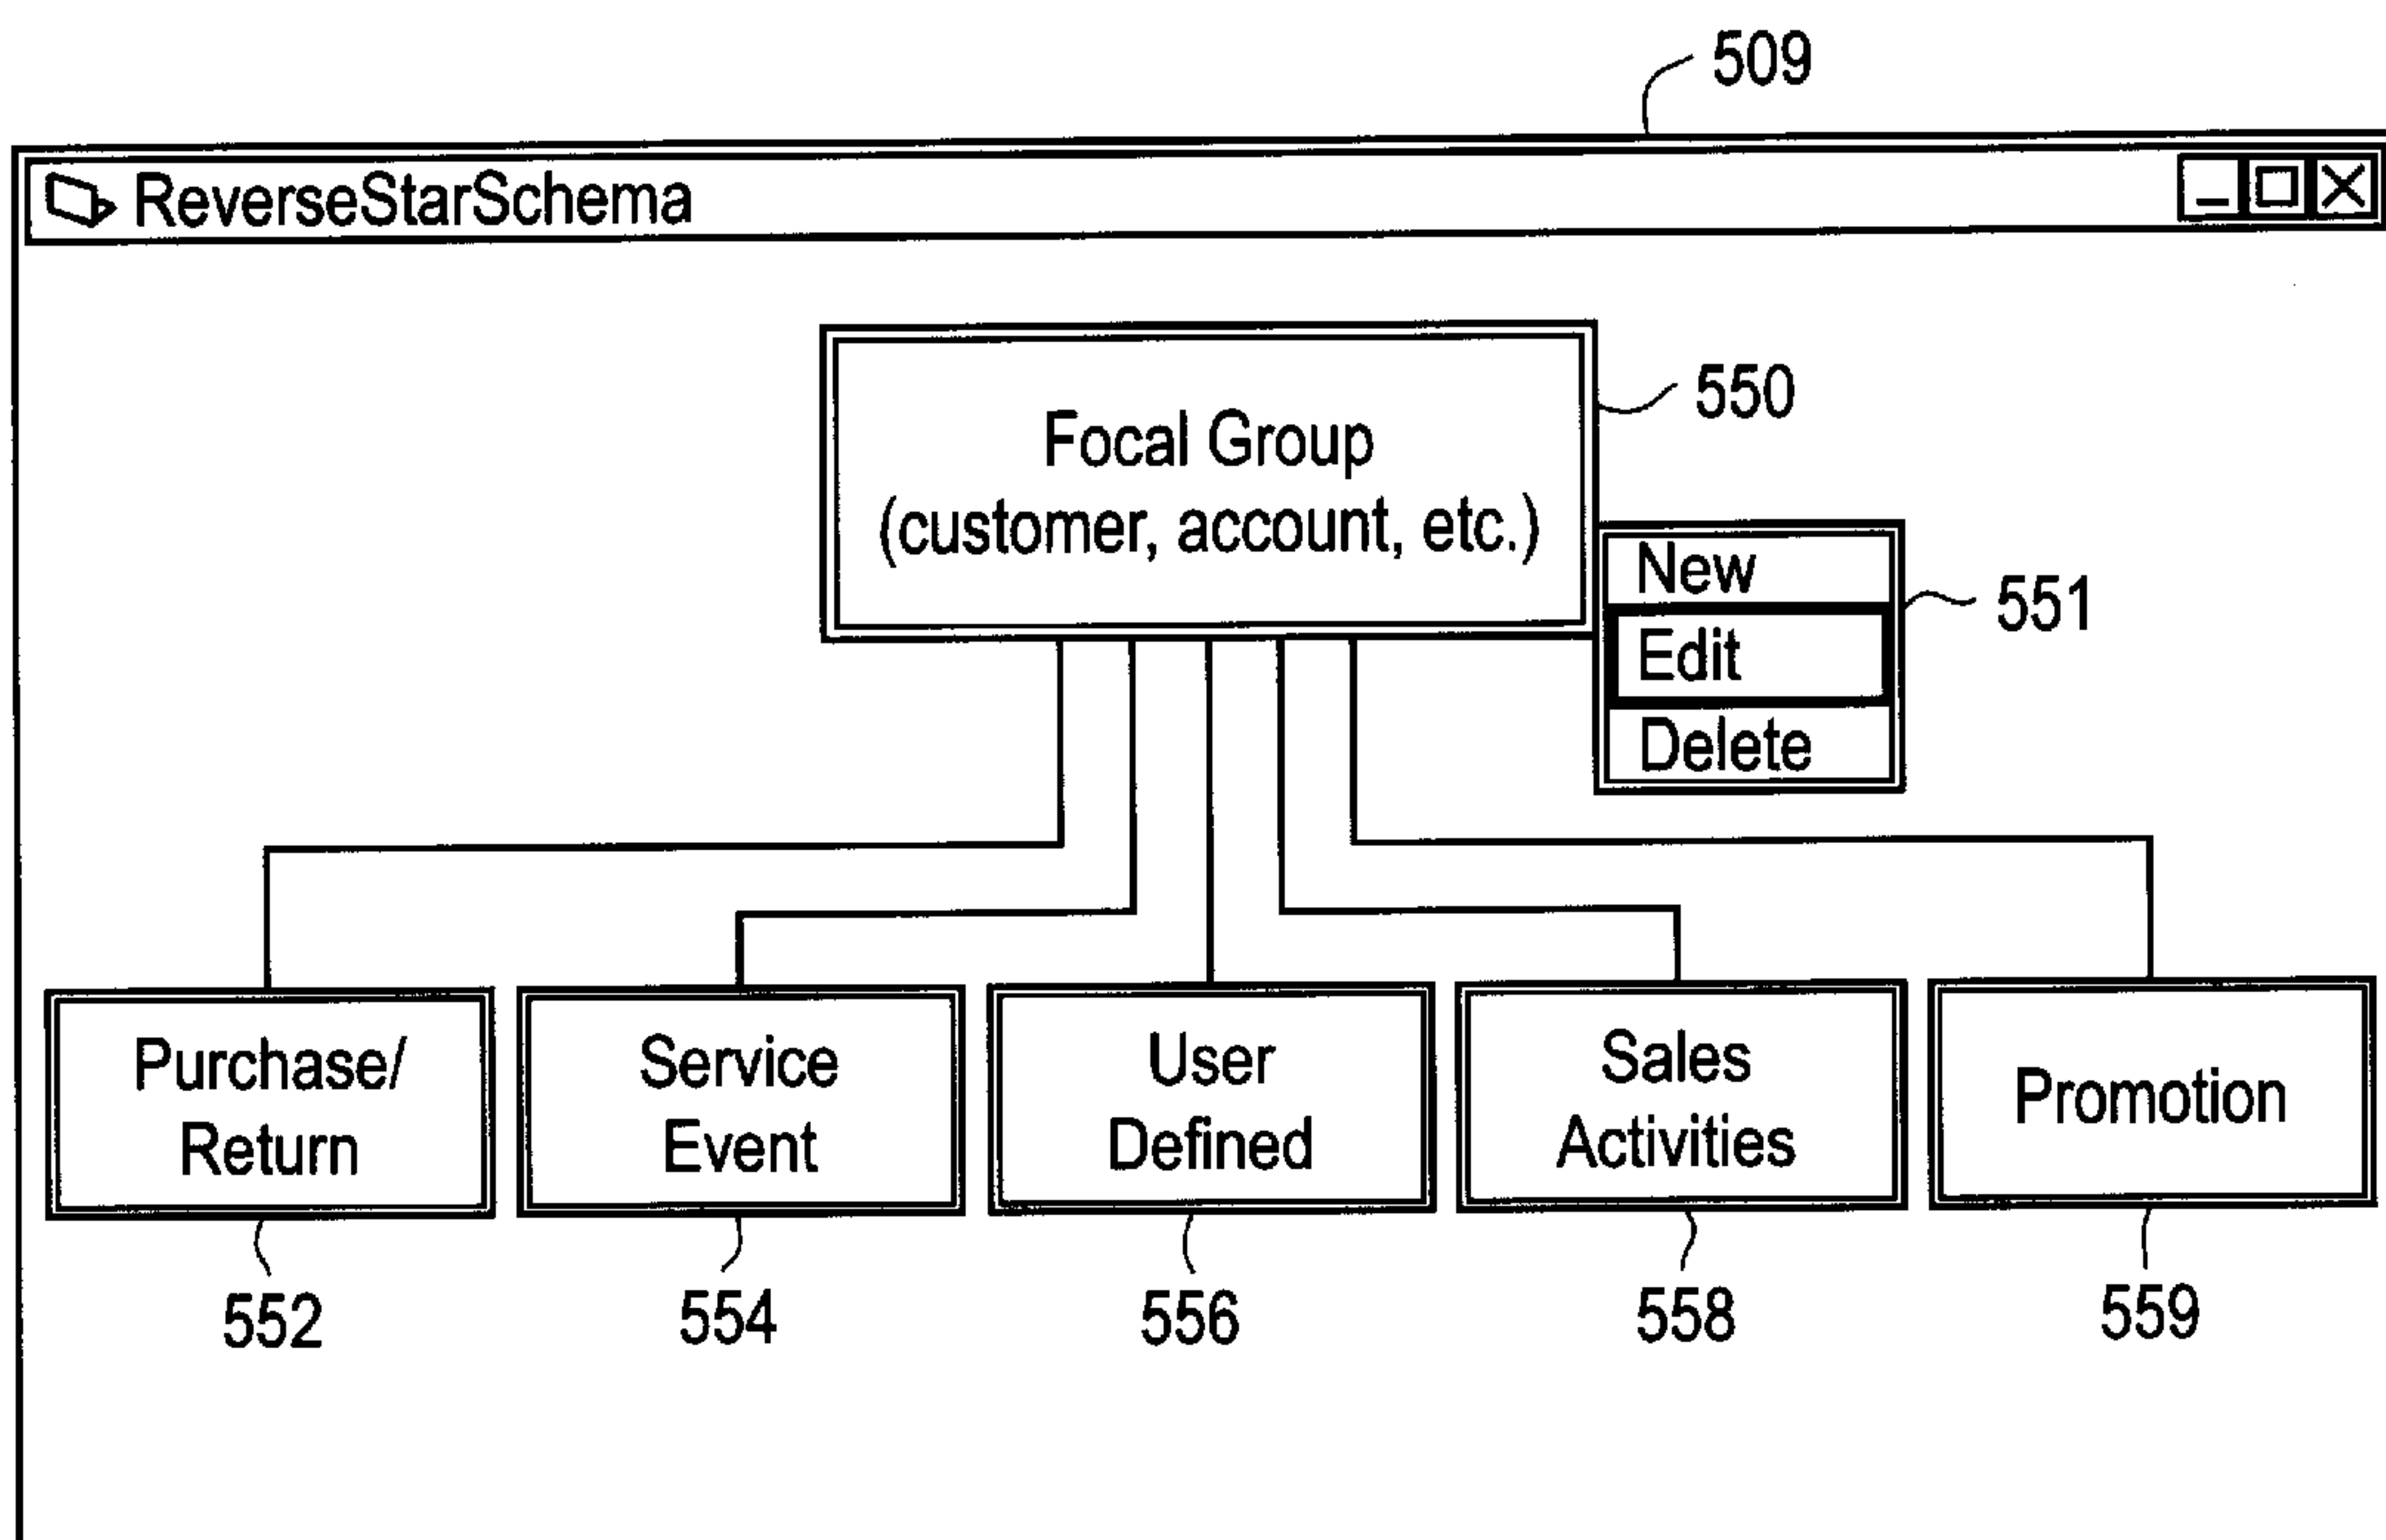 509
ReverseStarSchema
Focal Group
(customer, account, etc.)
550
New
Edit
Delete
551
Purchase/
Return
Service
Event
User
Defined
Sales
Activities
Promotion
552
554
556
558
559